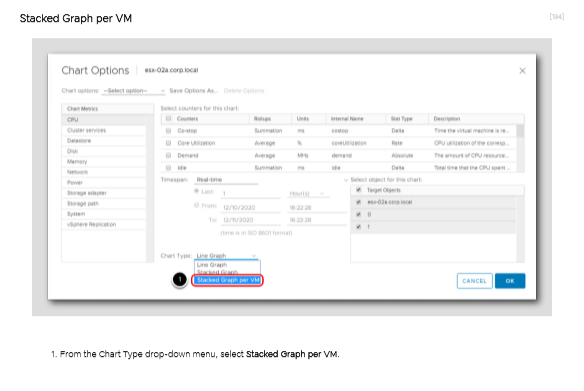 Stacked Graph per VM
[194]
Chart Options | esx-02a.corp.local
Chart options: --Select option-- Save Options As... Delete Options
Chart Metrics
CPU
Cluster services
Datastore
Disk
Memory
Network
Power
Storage adapter
Storage path
System
vSphere Replication
Select counters for this chart:
Counters Rollups Units Internal Name Stat Type Description
Co-stop Summation ms costop Delta Time the virtual machine is re...
Core Utilization Average % coreUtilization Rate CPU utilization of the corresp...
Demand Average MHz demand Absolute The amount of CPU resource...
Idle Summation ms idle Delta Total time that the CPU spent ...
Timespan: Real-time
Last: 1 Hour(s)
From: 12/10/2020 16:22:28
To: 12/11/2020 16:22:28
(time is in ISO 8601 format)
Select object for this chart:
Target Objects
esx-02a.corp.local
0
1
Chart Type: Line Graph
Line Graph
Stacked Graph
1 Stacked Graph per VM
CANCEL OK
1. From the Chart Type drop-down menu, select Stacked Graph per VM.